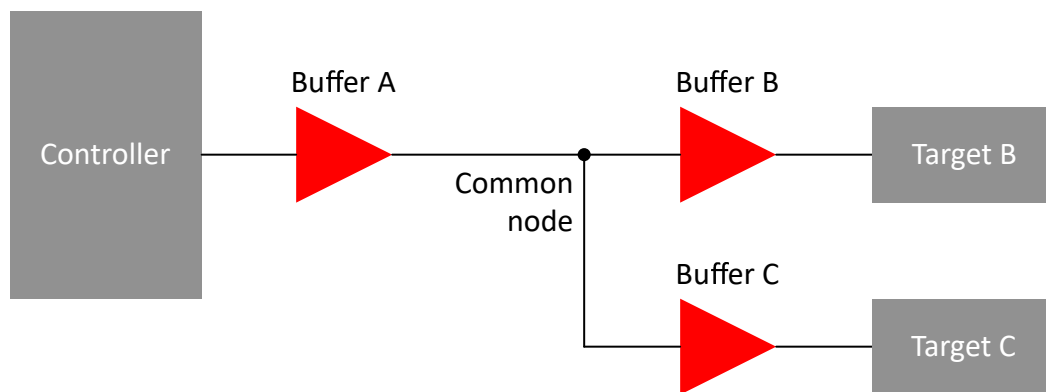 Buffer A
Buffer B
Controller
Target B
Common
node
Buffer C
Target C